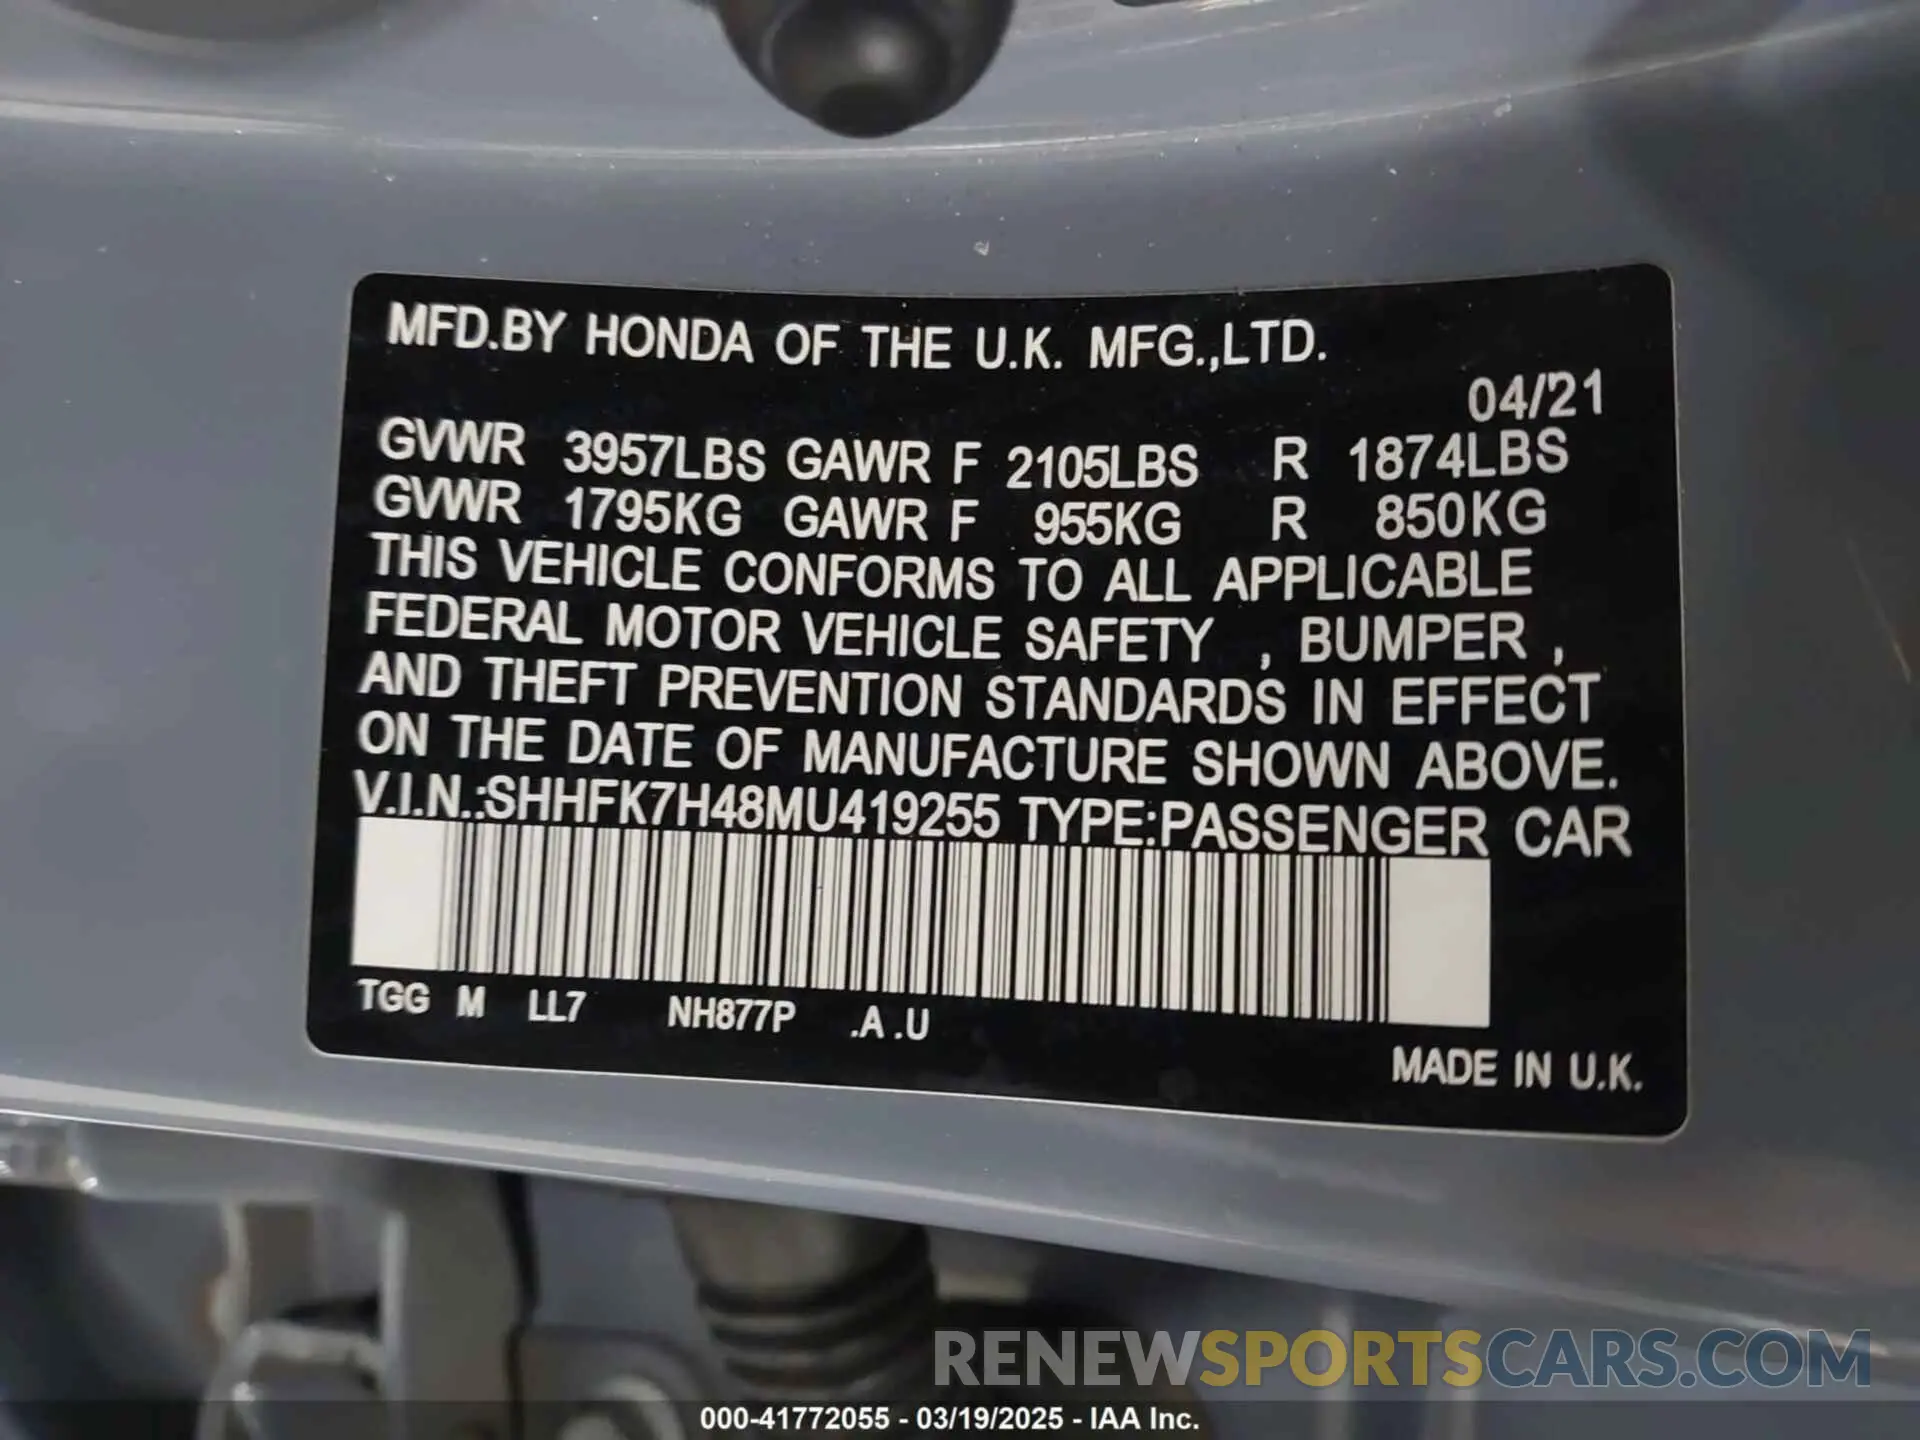 MFD.BY HONDA OF THE U.K. MFG.,LTD.
04/21
GVWR 3957LBS GAWR F 2105LBS R 1874LBS
GVWR 1795KG GAWR F 955KG R 850KG
THIS VEHICLE CONFORMS TO ALL APPLICABLE
FEDERAL MOTOR VEHICLE SAFETY , BUMPER ,
AND THEFT PREVENTION STANDARDS IN EFFECT
ON THE DATE OF MANUFACTURE SHOWN ABOVE.
V.I.N.:SHHFK7H48MU419255 TYPE:PASSENGER CAR
TGG M LL7 NH877P .A .U
MADE IN U.K.
RENEWSPORTSCARS.COM
000-41772055 - 03/19/2025 - IAA Inc.